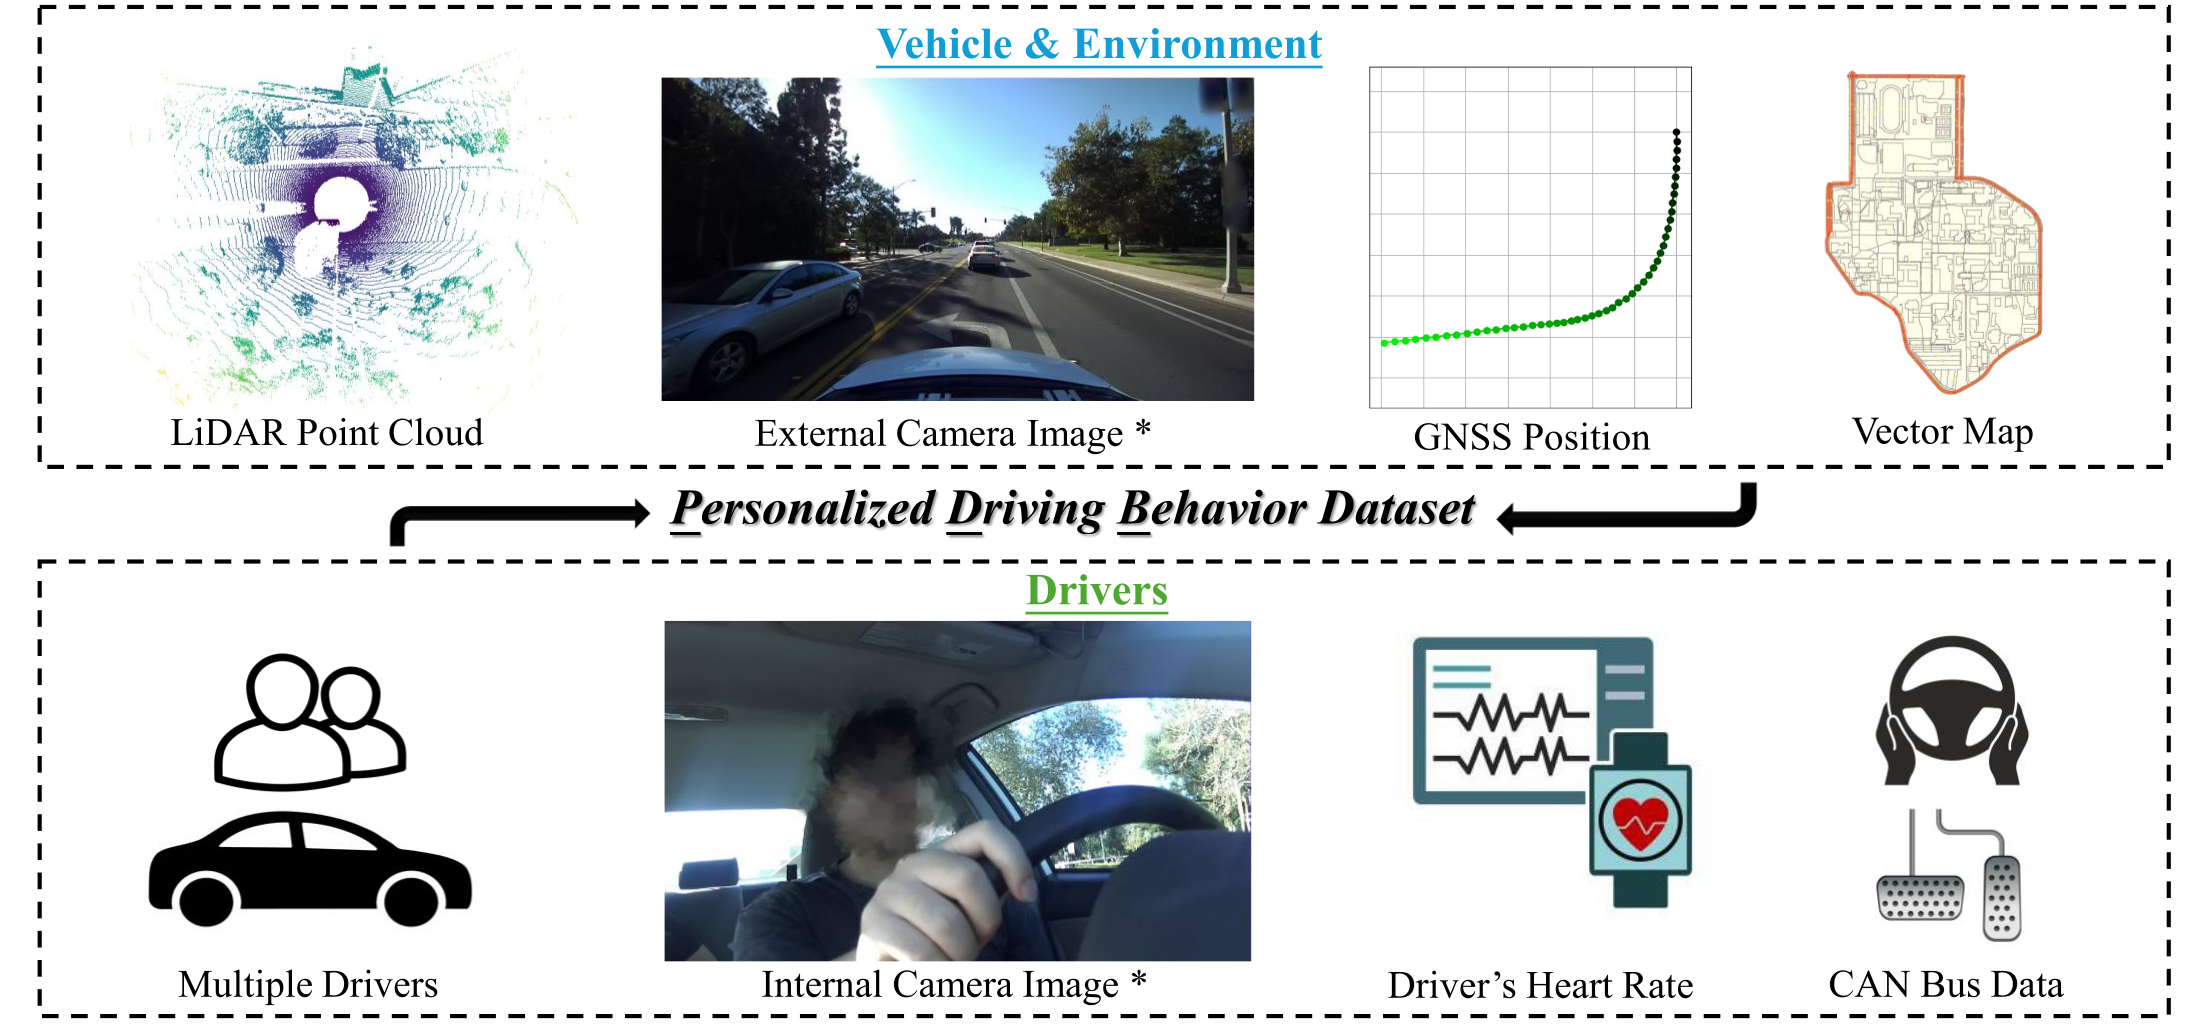 Vehicle & Environment
LiDAR Point Cloud
External Camera Image *
GNSS Position
Vector Map
Personalized Driving Behavior Dataset
Drivers
Multiple Drivers
Internal Camera Image *
Driver's Heart Rate
CAN Bus Data